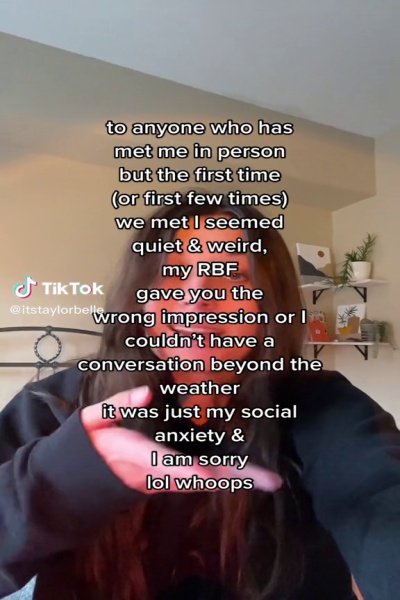 to anyone who has
met me in person
but the first time
(or first few times)
we met I seemed
quiet & weird,
my RBF
gave you the
wrong impression or I
couldn't have a
conversation beyond the
weather
it was just my social
anxiety &
I am sorry
lol whoops
TikTok
@itstaylorbelle